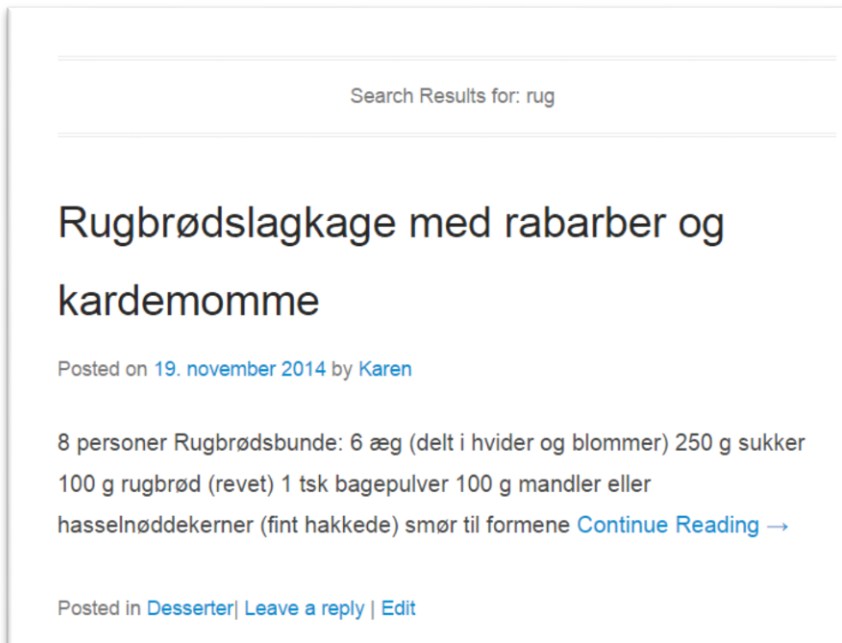 Search Results for: rug
Rugbrødslagkage med rabarber og
kardemomme
Posted on 19. november 2014 by Karen
8 personer Rugbrødsbunde: 6 æg (delt i hvider og blommer) 250 g sukker
100 g rugbrød (revet) 1 tsk bagepulver 100 g mandler eller
hasselnøddekerner (fint hakkede) smør til formene Continue Reading →
Posted in Desserter| Leave a reply | Edit